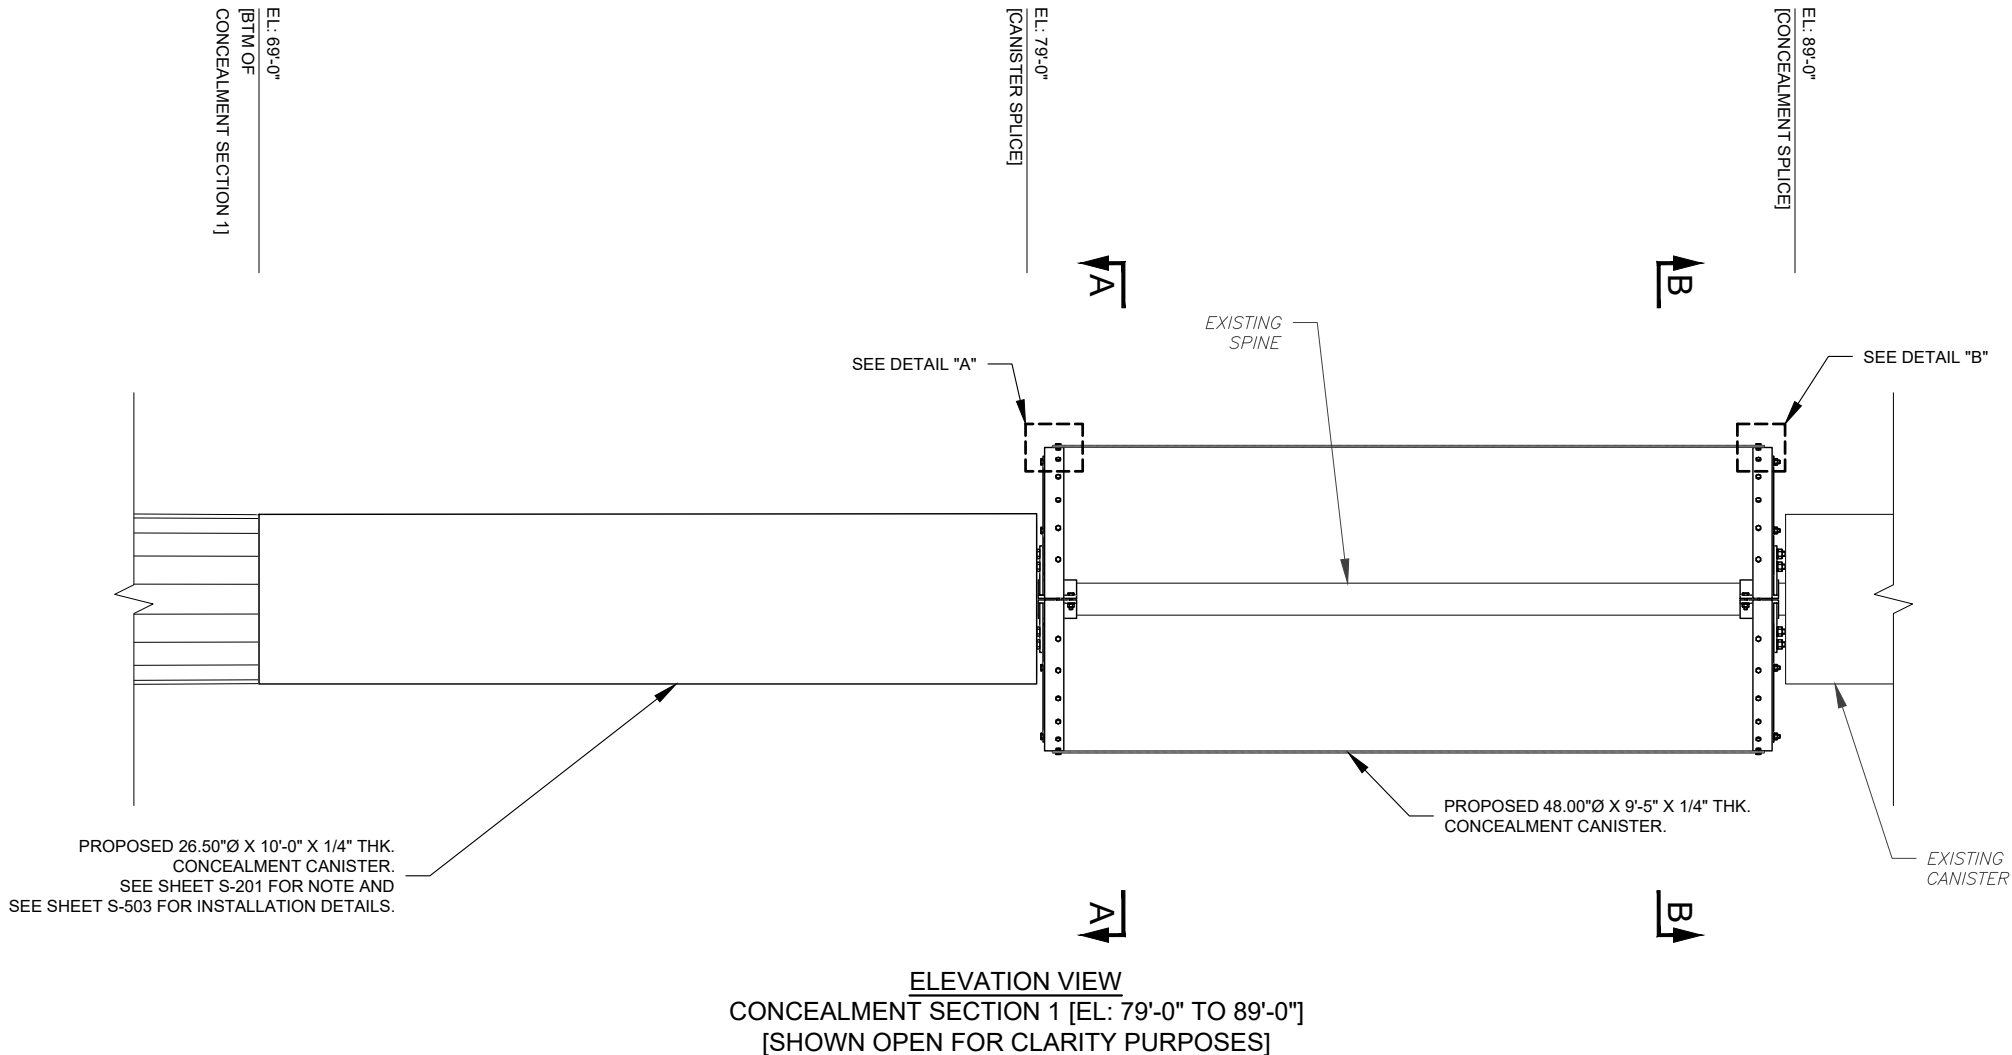 EL: 69'-0"
[BTM OF
CONCEALMENT SECTION 1]
EL: 79'-0"
[CANISTER SPLICE]
EL: 89'-0"
[CONCEALMENT SPLICE]
A
B
EXISTING
SPINE
SEE DETAIL "A"
SEE DETAIL "B"
PROPOSED 48.00"Ø X 9'-5" X 1/4" THK.
CONCEALMENT CANISTER.
PROPOSED 26.50"Ø X 10'-0" X 1/4" THK.
CONCEALMENT CANISTER.
SEE SHEET S-201 FOR NOTE AND
SEE SHEET S-503 FOR INSTALLATION DETAILS.
EXISTING
CANISTER
A
B
ELEVATION VIEW
CONCEALMENT SECTION 1 [EL: 79'-0" TO 89'-0"]
[SHOWN OPEN FOR CLARITY PURPOSES]